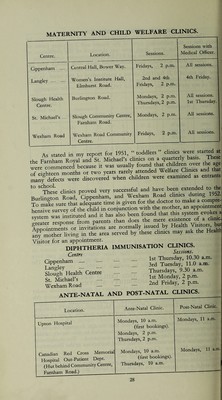 MATERNITY AND CHILD WELFARE CLINICS.
Centre. Location. Sessions. Sessions with Medical Officer.
Cippenham Gospel Hall, Bower Way. Fridays, 2 p.m. All sessions.
Langley Women's Institute Hall, Elmhurst Road. 2nd and 4th Fridays, 2 p.m. 4th Friday.
Slough Health Centre. Burlington Road. Mondays, 2 p.m. All sessions.
Thursdays, 2 p.m. 1st Thursday.
St. Michael's Slough Community Centre, Farnham Road. Mondays, 2 p.m. All sessions.
Wexham Road Wexham Road Community Centre. Fridays, 2 p.m. All sessions.
As stated in my report for 1951, "toddlers" clinics were started at
the Farnham Royal and St. Michael's clinics on a quarterly basis. These
were commenced because it was usually found that children over the age
of eighteen months or two years rarely attended Welfare Clinics and that
many defects were discovered when children were examined as entrants
to school.
These clinics proved very successful and have been extended to the
Burlington Road, Cippenham, and Wexham Road clinics during 1952.
To make sure that adequate time is given for the doctor to make a compre-
hensive survey of the child in conjunction with the mother, an appointment
system was instituted and it has also been found that this system evokes a
greater response from parents than does the mere existence of a clinic.
Appointments or invitations are normally issued by Health Visitors, but
any mother living in the area served by these clinics may ask the Health
Visitor for an appointment.
DIPHTHERIA IMMUNISATION CLINICS.
Centre Sessions.
Cippenham 1st Thursday, 10.30 a.m.
Langley 3rd Tuesday, 11.0 a.m.
Slough Health Centre Thursdays, 9.30 a.m.
St. Michael's 1st Monday, 2 p.m.
Wexham Road 2nd Friday, 2 p.m.
ANTE-NATAL AND POST-NATAL CLINICS.
Location. Ante-Natal Clinic. Post-Natal Clinic.
Upton Hospital Mondays, 10 a.m. Mondays, 11 a.m.
(first bookings)
Mondays, 2 p.m.
Thursdays, 2 p.m.
Canadian Red Cross Memorial Mondays, 10 a.m. Mondays, 11 a.m.
Hospital Out-Patient Dept. (first bookings)
(Hut behind Community Centre, Thursdays, 10 a.m.
Farnham Road.)
28